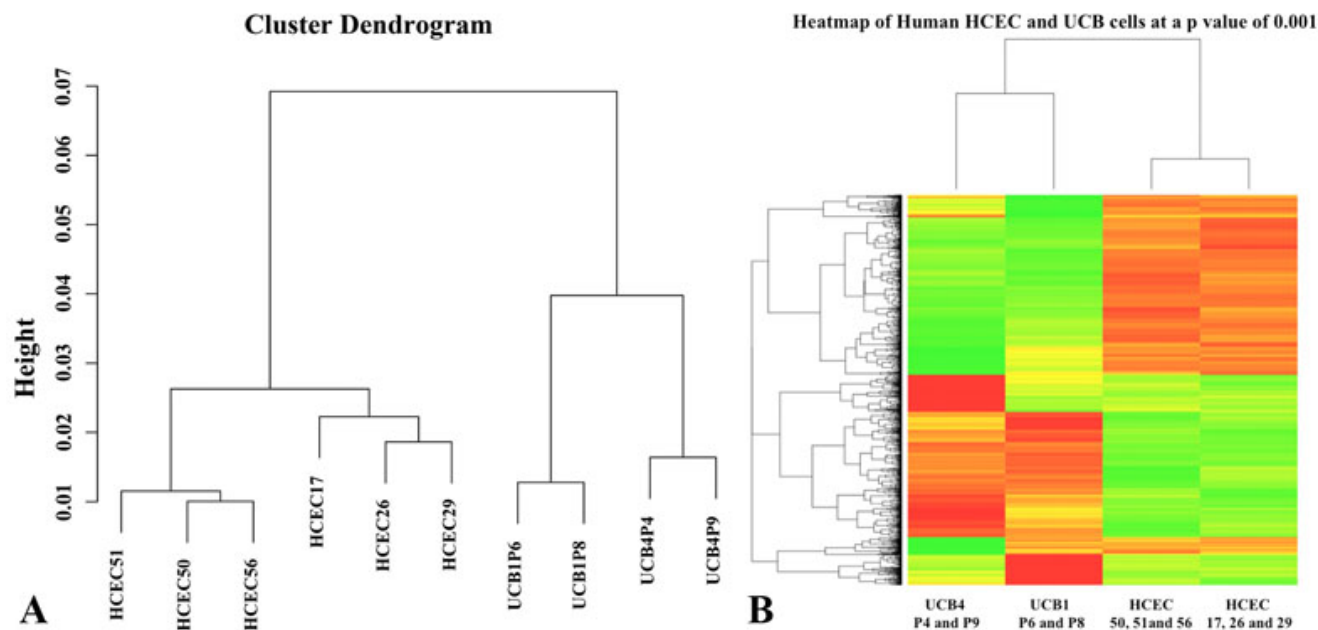 Cluster Dendrogram
Height
0.07
0.06
0.05
0.04
0.03
0.02
0.01
HCEC51
HCEC50
HCEC56
HCEC17
HCEC26
HCEC29
UCB1P6
UCB1P8
UCB4P4
UCB4P9
A
Heatmap of Human HCEC and UCB cells at a p value of 0.001
UCB4
P4 and P9
UCB1
P6 and P8
HCEC
50, 51and 56
HCEC
17, 26 and 29
B